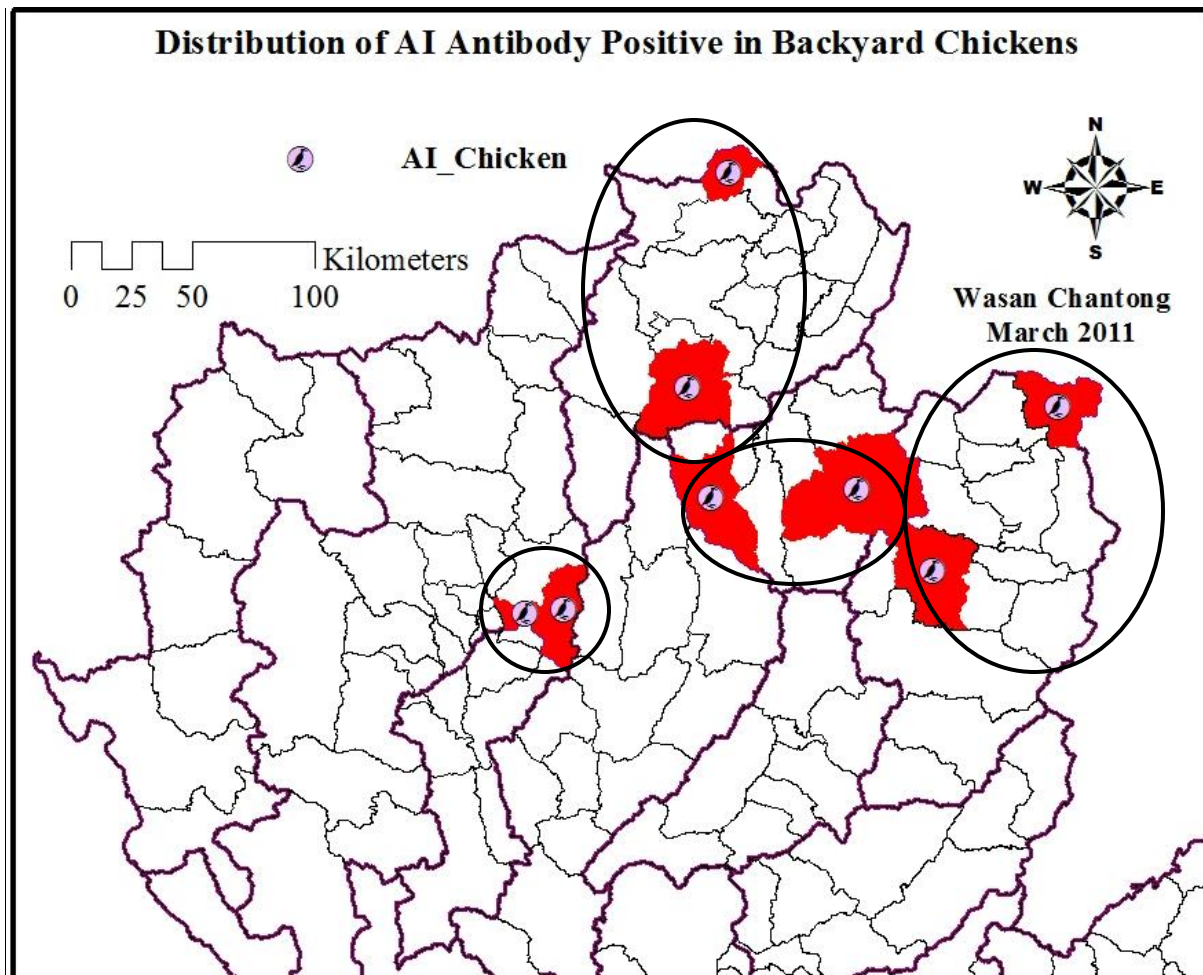 Distribution of AI Antibody Positive in Backyard Chickens
AI_Chicken
N
W E
S
Kilometers
0 25 50 100
Wasan Chantong
March 2011